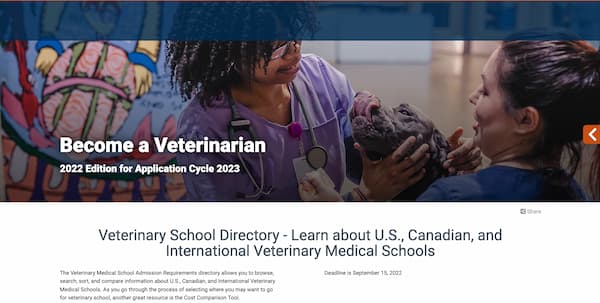 Become a Veterinarian
2022 Edition for Application Cycle 2023
Share
Veterinary School Directory - Learn about U.S., Canadian, and
International Veterinary Medical Schools
The Veterinary Medical School Admission Requirements directory allows you to browse,
search, sort, and compare information about U.S., Canadian, and International Veterinary
Medical Schools. As you go through the process of selecting where you may want to go
for veterinary school, another great resource is the Cost Comparison Tool.
Deadline is September 15, 2022